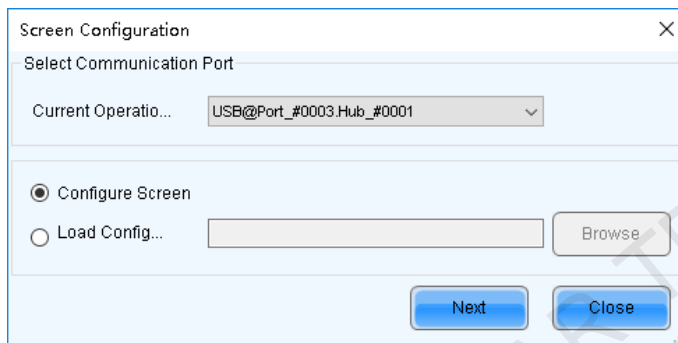 Screen Configuration
Select Communication Port
Current Operatio... USB@Port_#0003.Hub_#0001
Configure Screen
Load Config... Browse
Next Close